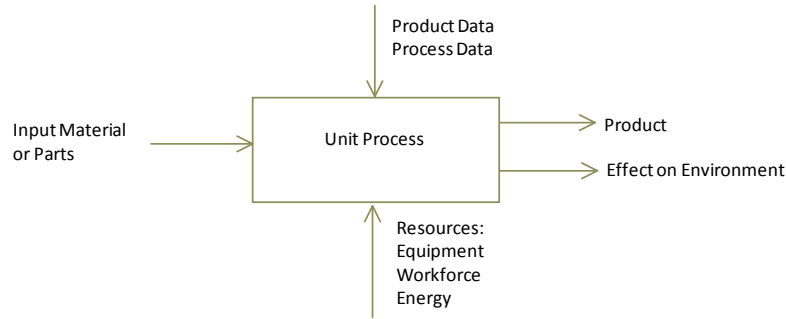 Product Data
Process Data
Input Material
or Parts
Unit Process
Product
Effect on Environment
Resources:
Equipment
Workforce
Energy